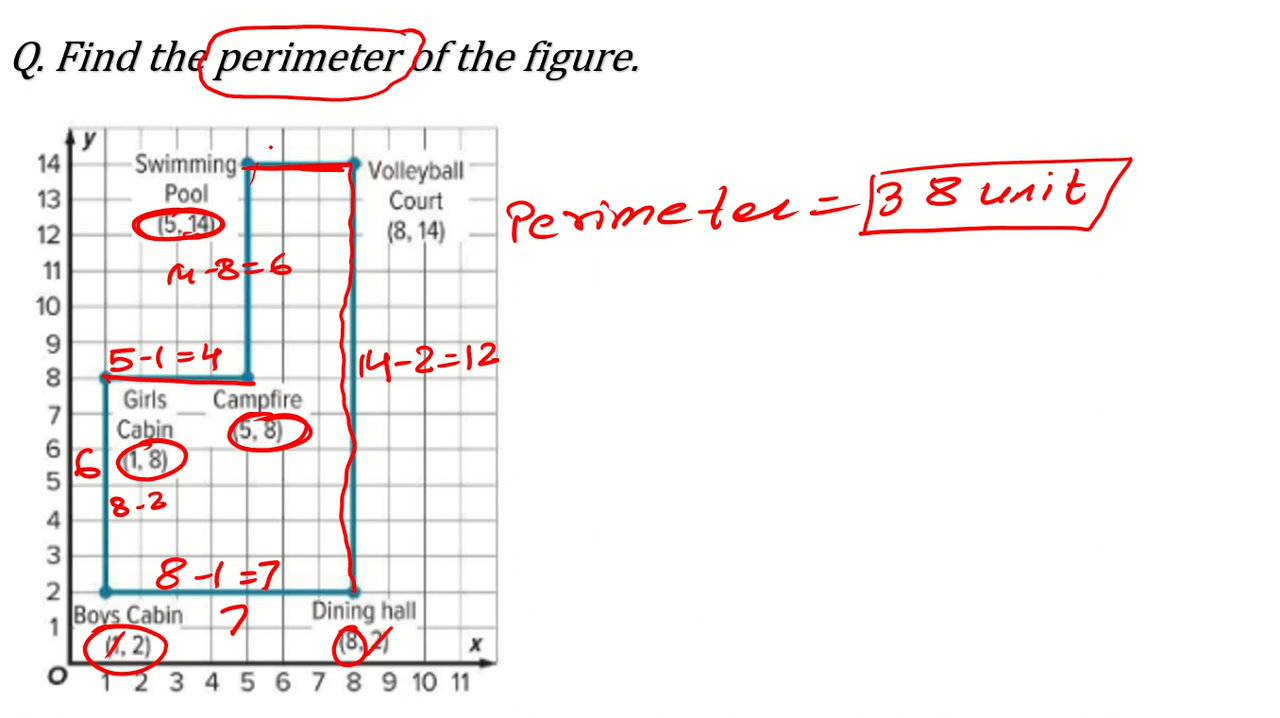 Q. Find the perimeter of the figure.
y
14 Swimming Volleyball
13 Pool Court
12 (5, 14) (8, 14)
Perimeter = 38 unit
11 14-8=6
10
9 5-1=4 14-2=12
8
7 Girls Campfire
6 Cabin (5, 8)
6 (1, 8)
5
8-2
4
3 8-1=7
2
1 Boys Cabin 7 Dining hall
(1, 2) (8, 2) x
O 1 2 3 4 5 6 7 8 9 10 11